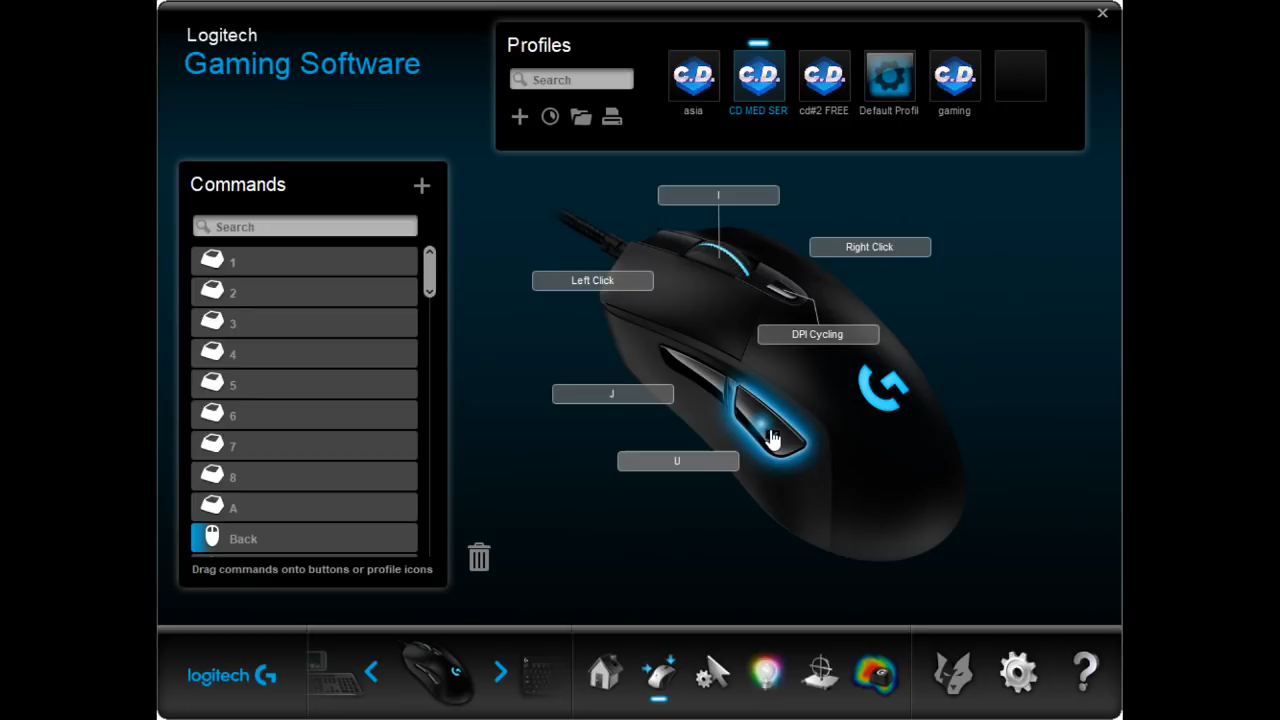 Logitech
Gaming Software
Profiles
Search
C.D.
C.D.
C.D.
C.D.
asia
CD MED SER
cd#2 FREE
Default Profil
gaming
Commands
Search
1
2
3
4
5
6
7
8
A
Back
Drag commands onto buttons or profile icons
I
Right Click
Left Click
DPI Cycling
J
U
logitech G
?